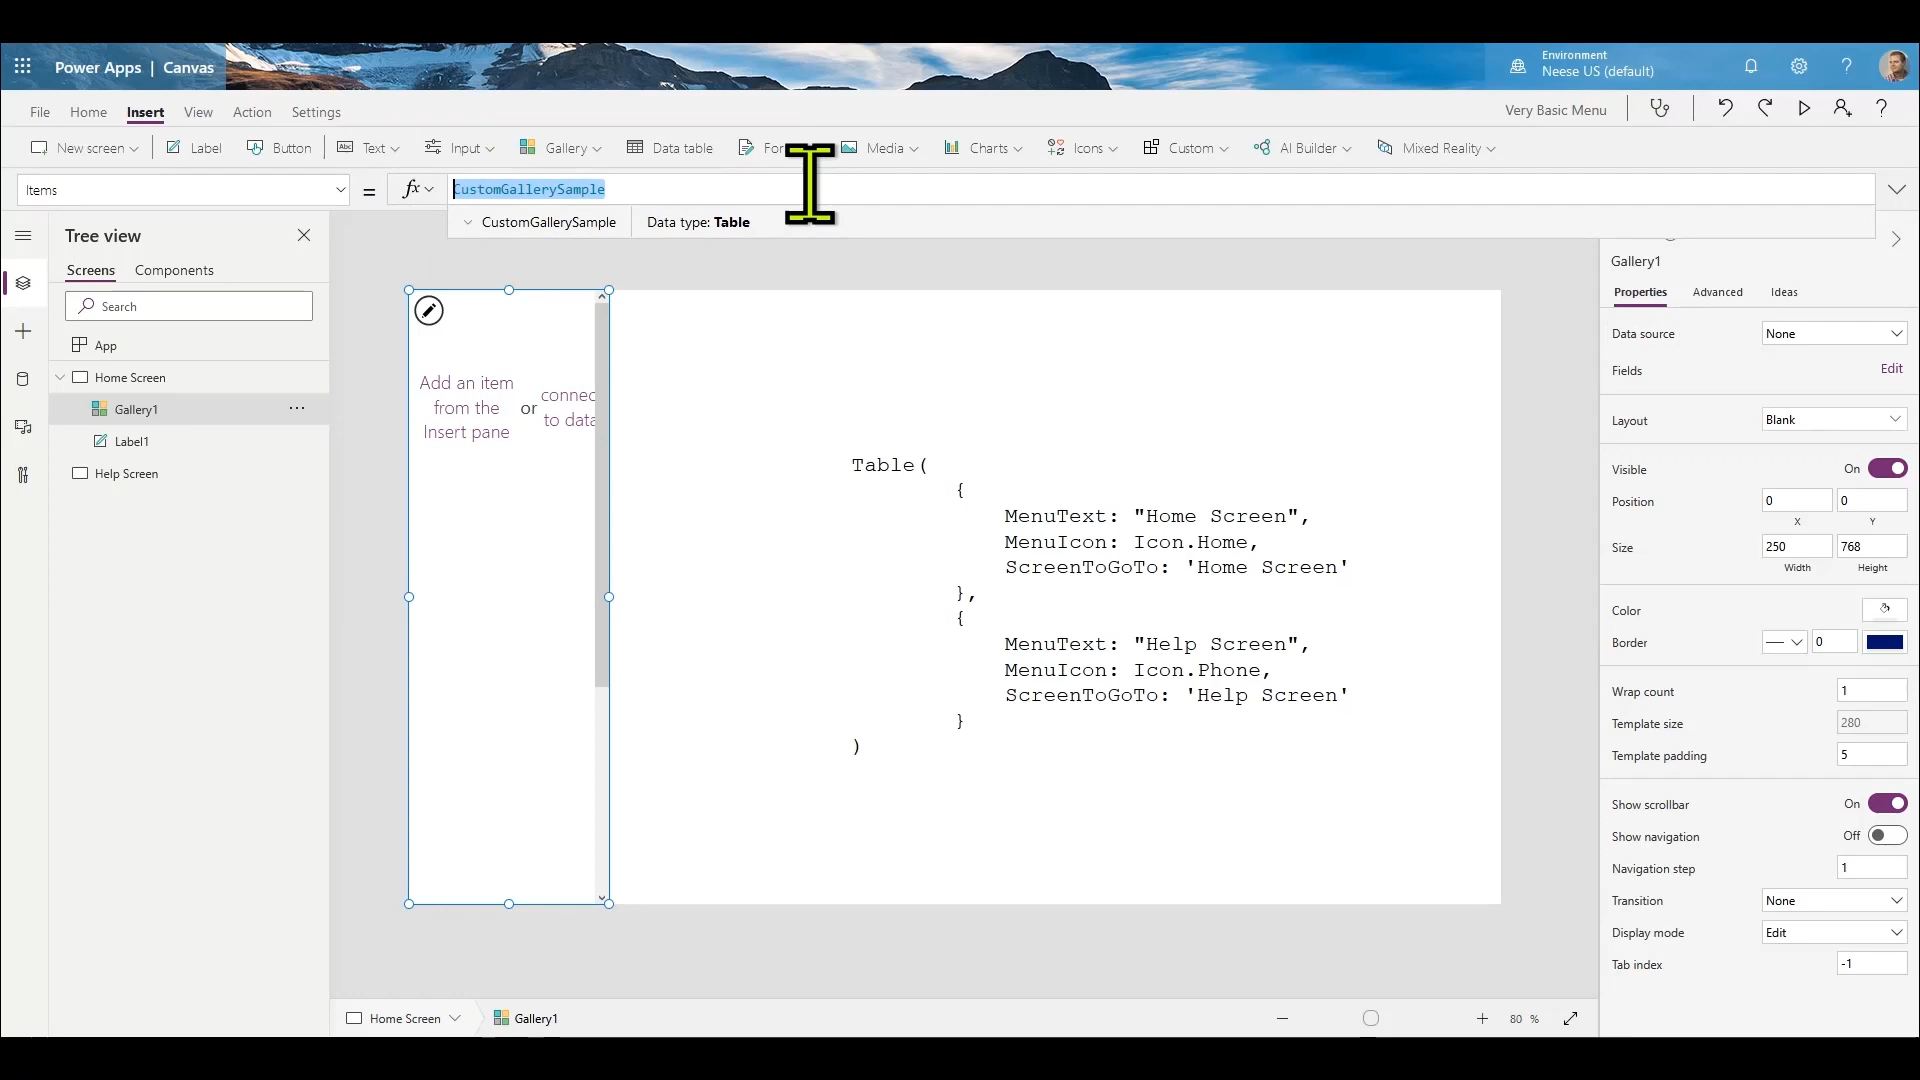 Power Apps | Canvas
Environment
Neese US (default)
?
File Home Insert View Action Settings
Very Basic Menu
?
New screen Label Button Abc Text Input Gallery Data table For Media Charts Icons Custom AI Builder Mixed Reality
Items = fx CustomGallerySample
CustomGallerySample Data type: Table
Tree view
Screens Components
Search
App
Home Screen
Gallery1 ...
Label1
Help Screen
Add an item
from the
Insert pane
or
connec
to data
Table(
{
MenuText: "Home Screen",
MenuIcon: Icon.Home,
ScreenToGoTo: 'Home Screen'
},
{
MenuText: "Help Screen",
MenuIcon: Icon.Phone,
ScreenToGoTo: 'Help Screen'
}
)
Gallery1
Properties Advanced Ideas
Data source None
Fields Edit
Layout Blank
Visible On
Position 0 0
X Y
Size 250 768
Width Height
Color
Border 0
Wrap count 1
Template size 280
Template padding 5
Show scrollbar On
Show navigation Off
Navigation step 1
Transition None
Display mode Edit
Tab index -1
Home Screen Gallery1
80 %